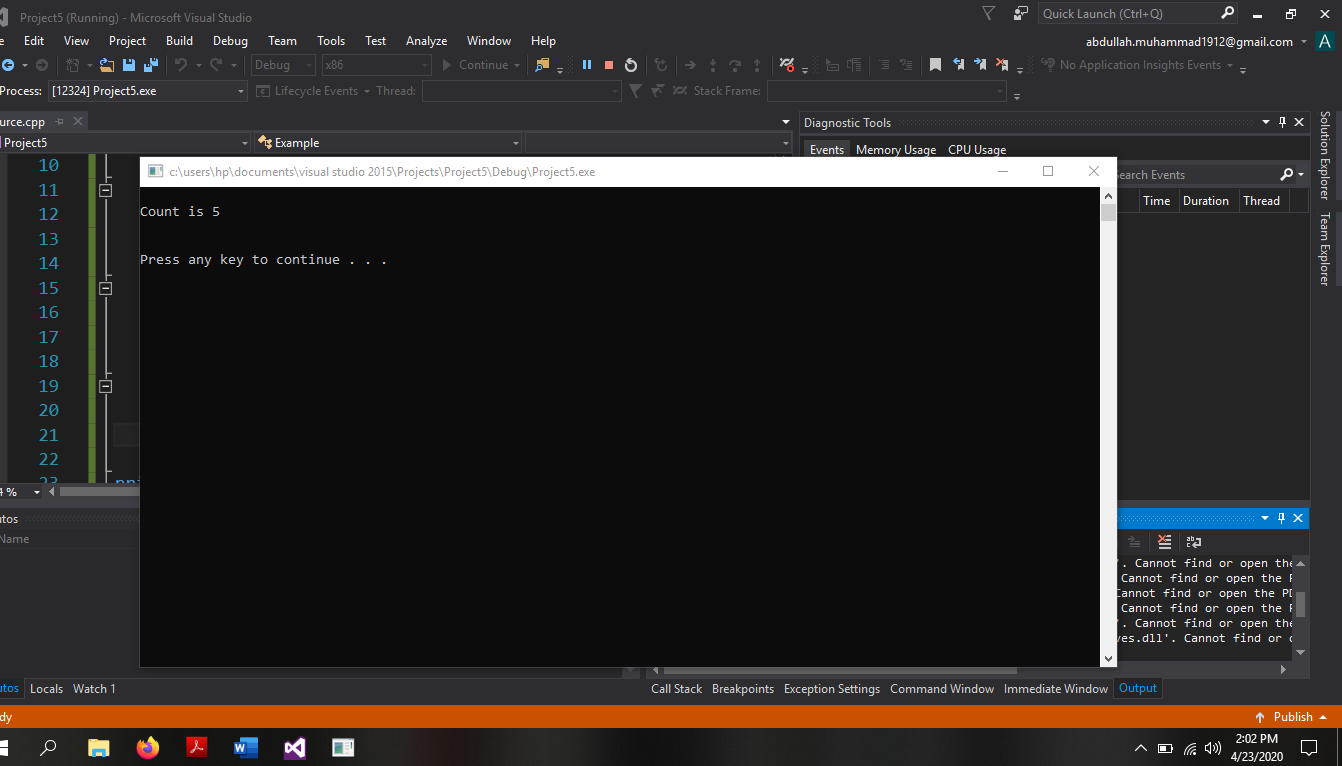 Project5 (Running) - Microsoft Visual Studio
Quick Launch (Ctrl+Q)
Edit View Project Build Debug Team Tools Test Analyze Window Help
abdullah.muhammad1912@gmail.com A
Debug x86 Continue No Application Insights Events
Process: [12324] Project5.exe Lifecycle Events Thread: Stack Frame:
urce.cpp
Project5 Example
Diagnostic Tools
Events Memory Usage CPU Usage
earch Events
Time Duration Thread
Solution Explorer
Team Explorer
10
11
12
13
14
15
16
17
18
19
20
21
22
23
c:\users\hp\documents\visual studio 2015\Projects\Project5\Debug\Project5.exe
Count is 5
Press any key to continue . . .
4 %
utos
Name
'. Cannot find or open the
Cannot find or open the P
Cannot find or open the PD
Cannot find or open the P
'. Cannot find or open the
ves.dll'. Cannot find or o
utos Locals Watch 1
Call Stack Breakpoints Exception Settings Command Window Immediate Window Output
dy
Publish
2:02 PM
4/23/2020